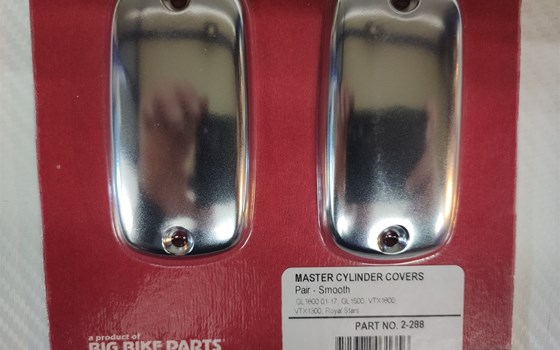 MASTER CYLINDER COVERS
Pair - Smooth
GL1800 01-17, GL1500, VTX1800,
VTX1300, Royal Stars
PART NO. 2-288
a product of
BIG BIKE PARTS®